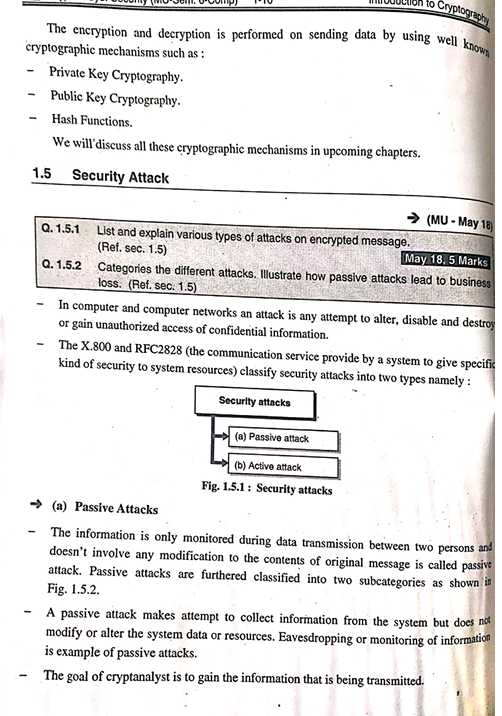 Security (MU-Sem. 6-Comp) 1-10 Introduction to Cryptography
The encryption and decryption is performed on sending data by using well known
cryptographic mechanisms such as :
– Private Key Cryptography.
– Public Key Cryptography.
– Hash Functions.
We will discuss all these cryptographic mechanisms in upcoming chapters.
1.5 Security Attack
➔ (MU - May 18)
Q. 1.5.1 List and explain various types of attacks on encrypted message.
(Ref. sec. 1.5) May 18, 5 Marks
Q. 1.5.2 Categories the different attacks. Illustrate how passive attacks lead to business
loss. (Ref. sec. 1.5)
– In computer and computer networks an attack is any attempt to alter, disable and destroy
or gain unauthorized access of confidential information.
– The X.800 and RFC2828 (the communication service provide by a system to give specific
kind of security to system resources) classify security attacks into two types namely :
Security attacks
(a) Passive attack
(b) Active attack
Fig. 1.5.1 : Security attacks
➔ (a) Passive Attacks
– The information is only monitored during data transmission between two persons and
doesn't involve any modification to the contents of original message is called passive
attack. Passive attacks are furthered classified into two subcategories as shown in
Fig. 1.5.2.
– A passive attack makes attempt to collect information from the system but does not
modify or alter the system data or resources. Eavesdropping or monitoring of information
is example of passive attacks.
– The goal of cryptanalyst is to gain the information that is being transmitted.